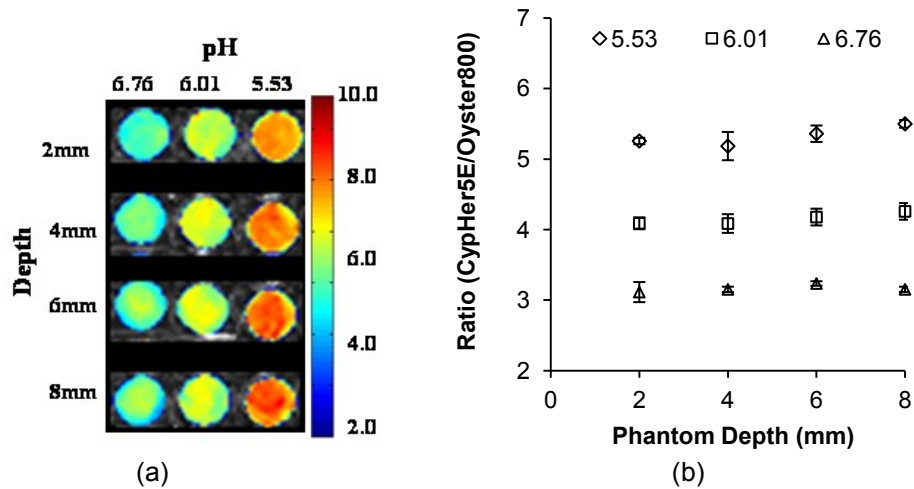 pH
6.76 6.01 5.53
Depth
2mm
4mm
6mm
8mm
10.0
8.0
6.0
4.0
2.0
(a)
Ratio (CypHer5E/Oyster800)
5.53 6.01 6.76
7
6
5
4
3
2
0 2 4 6 8
Phantom Depth (mm)
(b)